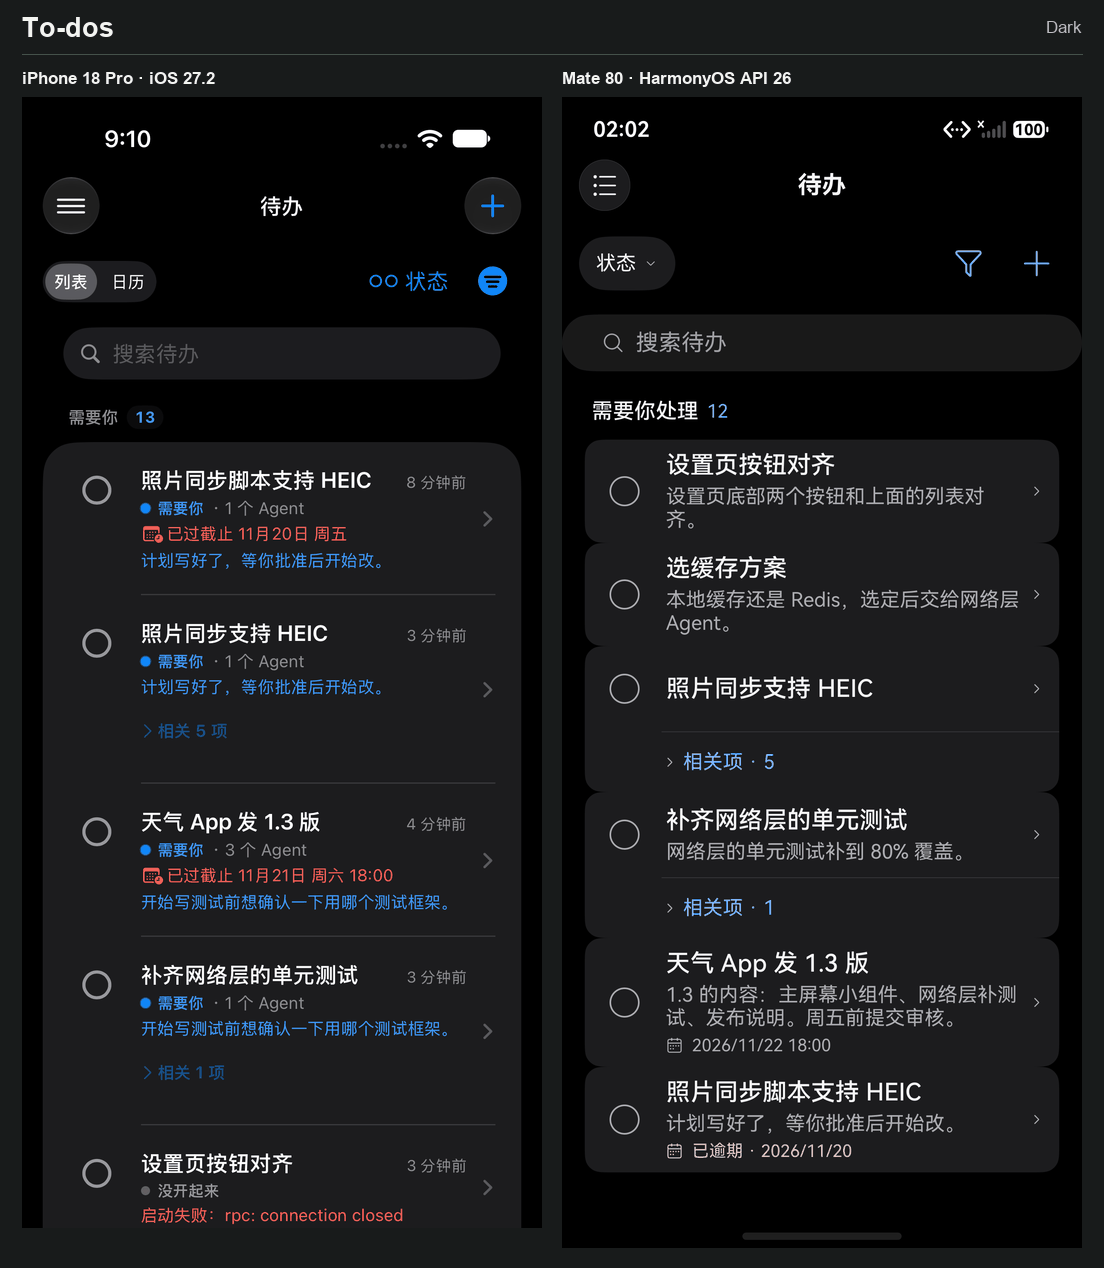 To-dos
Dark
iPhone 18 Pro · iOS 27.2
9:10
待办
列表
日历
状态
搜索待办
需要你 13
照片同步脚本支持 HEIC
8 分钟前
需要你 · 1 个 Agent
已过截止 11月20日 周五
计划写好了，等你批准后开始改。
照片同步支持 HEIC
3 分钟前
需要你 · 1 个 Agent
计划写好了，等你批准后开始改。
相关 5 项
天气 App 发 1.3 版
4 分钟前
需要你 · 3 个 Agent
已过截止 11月21日 周六 18:00
开始写测试前想确认一下用哪个测试框架。
补齐网络层的单元测试
3 分钟前
需要你 · 1 个 Agent
开始写测试前想确认一下用哪个测试框架。
相关 1 项
设置页按钮对齐
3 分钟前
没开起来
启动失败：rpc: connection closed
Mate 80 · HarmonyOS API 26
02:02
100
待办
状态
搜索待办
需要你处理 12
设置页按钮对齐
设置页底部两个按钮和上面的列表对
齐。
选缓存方案
本地缓存还是 Redis，选定后交给网络层
Agent。
照片同步支持 HEIC
相关项 · 5
补齐网络层的单元测试
网络层的单元测试补到 80% 覆盖。
相关项 · 1
天气 App 发 1.3 版
1.3 的内容：主屏幕小组件、网络层补测
试、发布说明。周五前提交审核。
2026/11/22 18:00
照片同步脚本支持 HEIC
计划写好了，等你批准后开始改。
已逾期 · 2026/11/20